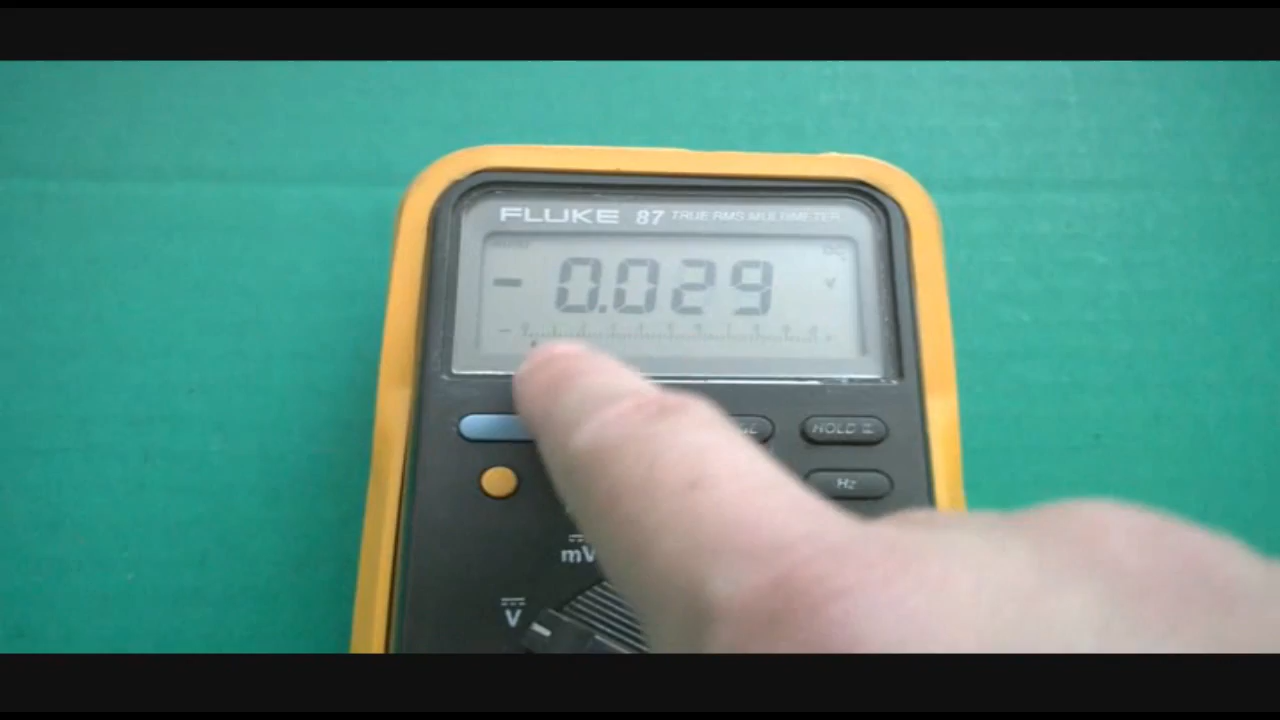 FLUKE 87 TRUE RMS MULTIMETER
DC
- 0.029 V
HOLD
Hz
mV
V